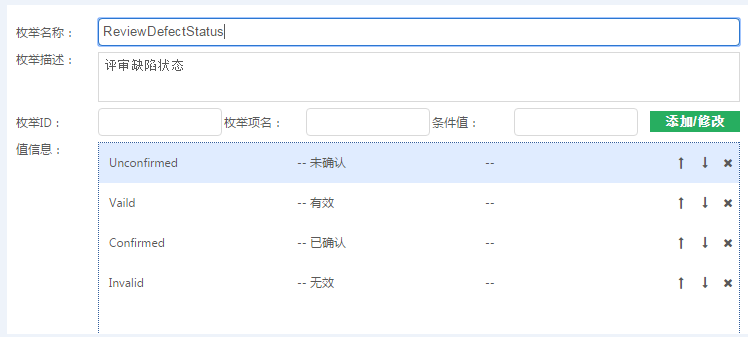 枚举名称： ReviewDefectStatus
枚举描述： 评审缺陷状态
枚举ID： 枚举项名： 条件值： 添加/修改
值信息：
Unconfirmed -- 未确认 --
Vaild -- 有效 --
Confirmed -- 已确认 --
Invalid -- 无效 --